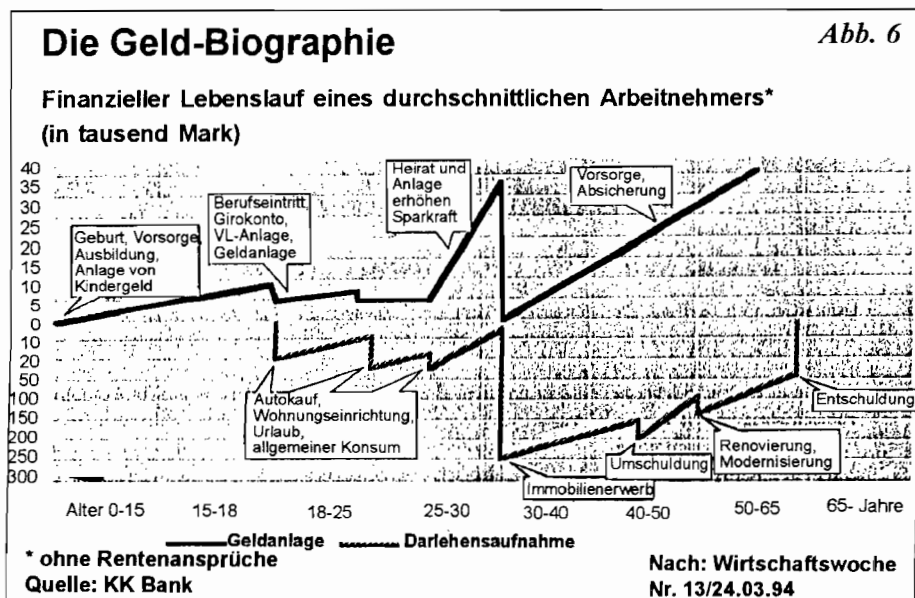 Die Geld-Biographie
Abb. 6
Finanzieller Lebenslauf eines durchschnittlichen Arbeitnehmers*
(in tausend Mark)
40
35
30
25
20
15
10
5
0
10
20
50
100
150
200
250
300
Geburt, Vorsorge
Ausbildung,
Anlage von
Kindergeld
Berufseintritt,
Girokonto,
VL-Anlage,
Geldanlage
Heirat und
Anlage
erhöhen
Sparkraft
Vorsorge,
Absicherung
Autokauf,
Wohnungseinrichtung,
Urlaub,
allgemeiner Konsum
Immobilienerwerb
Umschuldung
Renovierung,
Modernisierung
Entschuldung
Alter 0-15 15-18 18-25 25-30 30-40 40-50 50-65 65- Jahre
Geldanlage Darlehensaufnahme
* ohne Rentenansprüche
Quelle: KK Bank
Nach: Wirtschaftswoche
Nr. 13/24.03.94